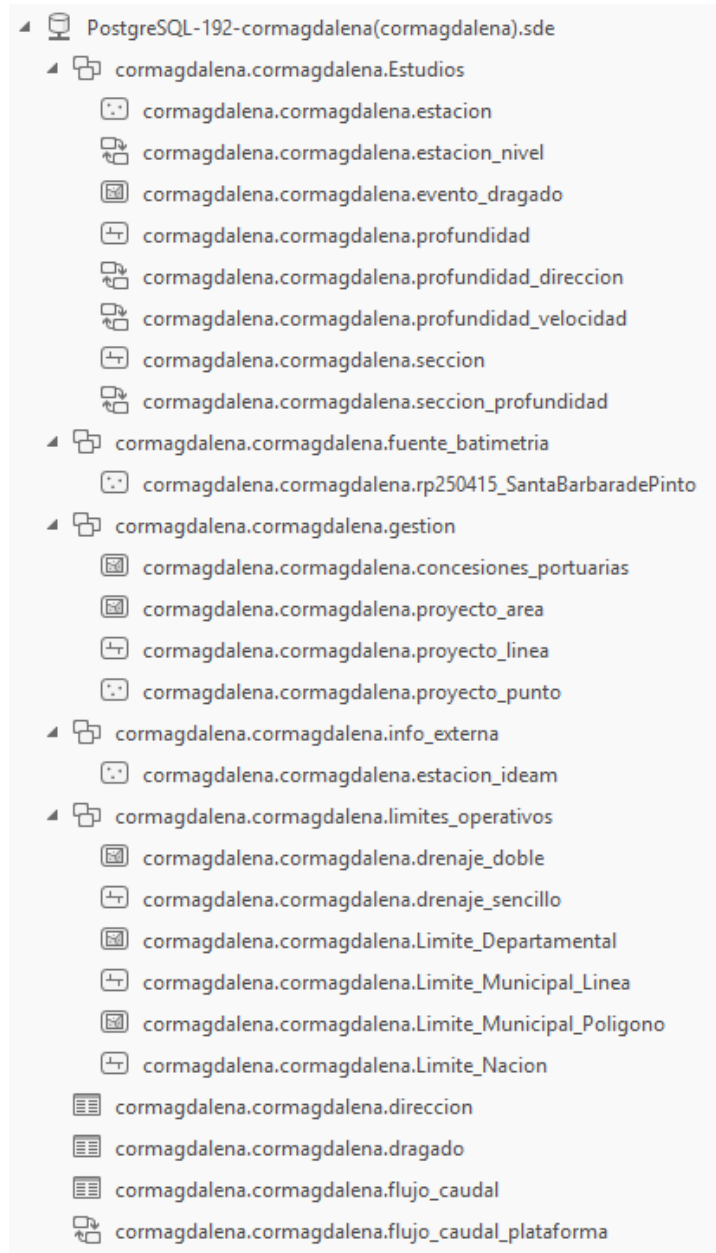 PostgreSQL-192-cormagdalena(cormagdalena).sde
cormagdalena.cormagdalena.Estudios
cormagdalena.cormagdalena.estacion
cormagdalena.cormagdalena.estacion_nivel
cormagdalena.cormagdalena.evento_dragado
cormagdalena.cormagdalena.profundidad
cormagdalena.cormagdalena.profundidad_direccion
cormagdalena.cormagdalena.profundidad_velocidad
cormagdalena.cormagdalena.seccion
cormagdalena.cormagdalena.seccion_profundidad
cormagdalena.cormagdalena.fuente_batimetria
cormagdalena.cormagdalena.rp250415_SantaBarbaradePinto
cormagdalena.cormagdalena.gestion
cormagdalena.cormagdalena.concesiones_portuarias
cormagdalena.cormagdalena.proyecto_area
cormagdalena.cormagdalena.proyecto_linea
cormagdalena.cormagdalena.proyecto_punto
cormagdalena.cormagdalena.info_externa
cormagdalena.cormagdalena.estacion_ideam
cormagdalena.cormagdalena.limites_operativos
cormagdalena.cormagdalena.drenaje_doble
cormagdalena.cormagdalena.drenaje_sencillo
cormagdalena.cormagdalena.Limite_Departamental
cormagdalena.cormagdalena.Limite_Municipal_Linea
cormagdalena.cormagdalena.Limite_Municipal_Poligono
cormagdalena.cormagdalena.Limite_Nacion
cormagdalena.cormagdalena.direccion
cormagdalena.cormagdalena.dragado
cormagdalena.cormagdalena.flujo_caudal
cormagdalena.cormagdalena.flujo_caudal_plataforma